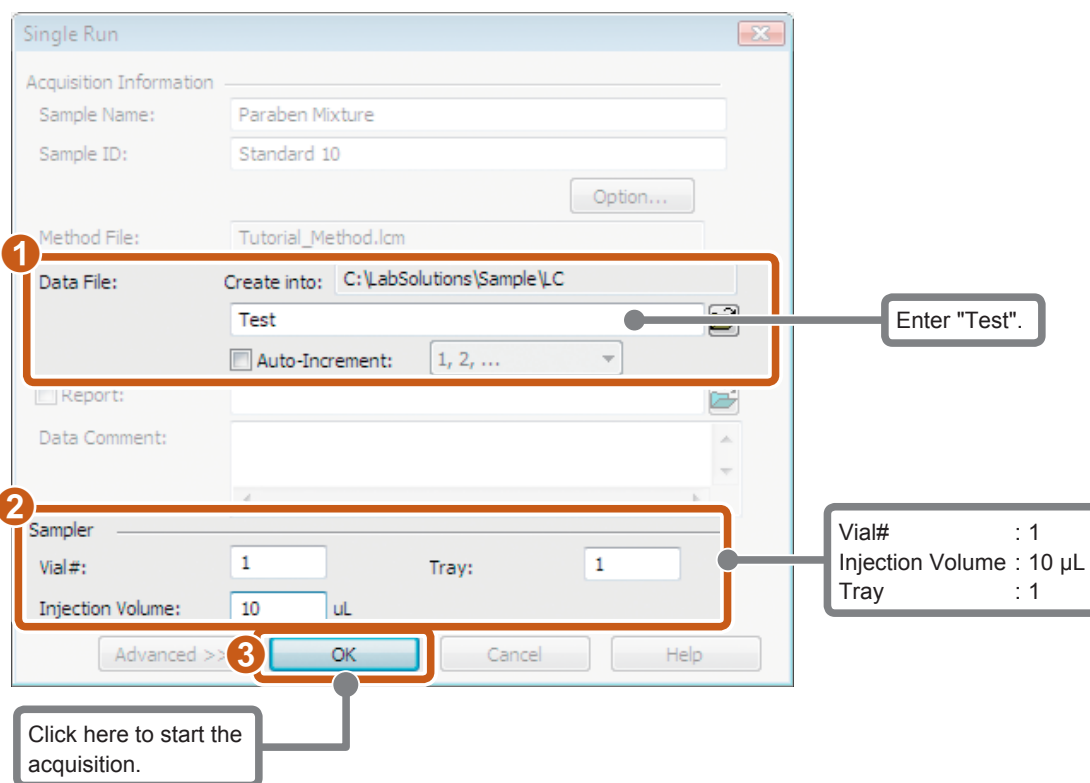 Single Run
Acquisition Information
Sample Name: Paraben Mixture
Sample ID: Standard 10
Option...
Method File: Tutorial_Method.lcm
1
Data File: Create into: C:\LabSolutions\Sample\LC
Test
Enter "Test".
Auto-Increment: 1, 2, ...
Report:
Data Comment:
2
Sampler
Vial#: 1 Tray: 1
Injection Volume: 10 uL
Vial# : 1
Injection Volume : 10 µL
Tray : 1
Advanced >> 3 OK Cancel Help
Click here to start the
acquisition.